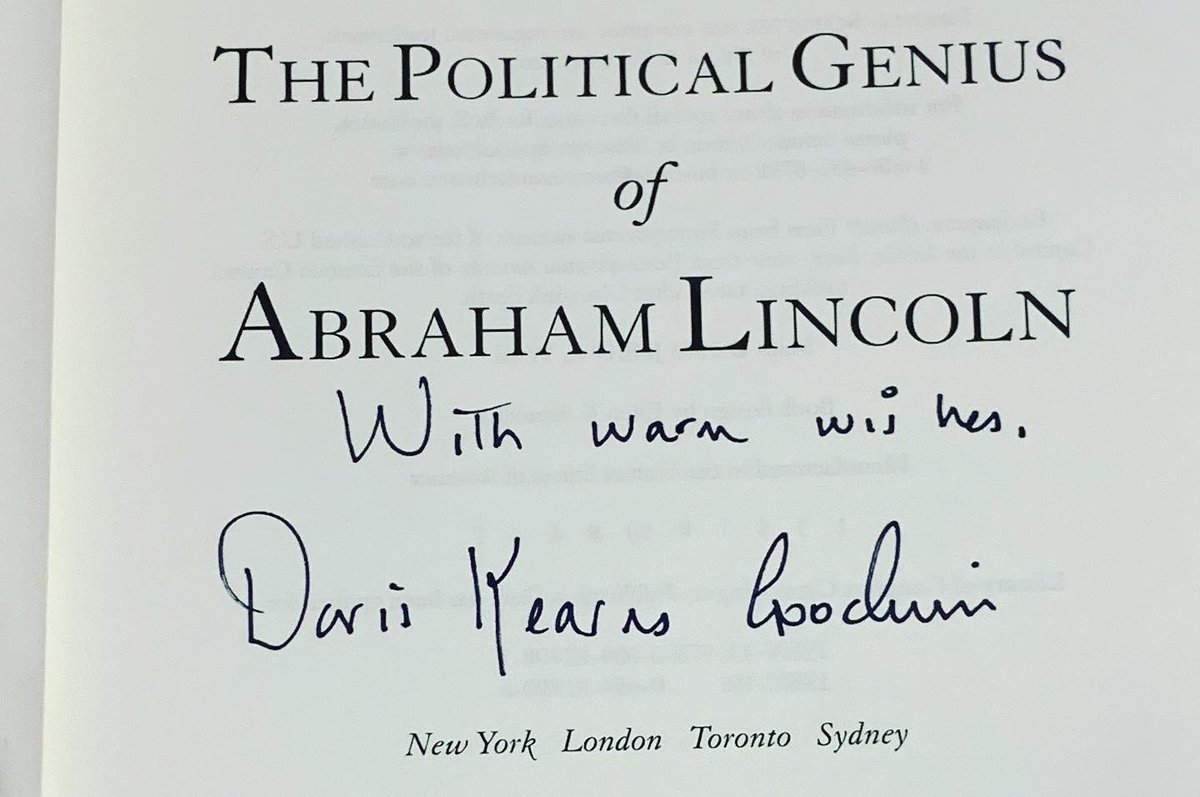 THE POLITICAL GENIUS
of
ABRAHAM LINCOLN
With warm wishes.
Doris Kearns Goodwin
New York London Toronto Sydney